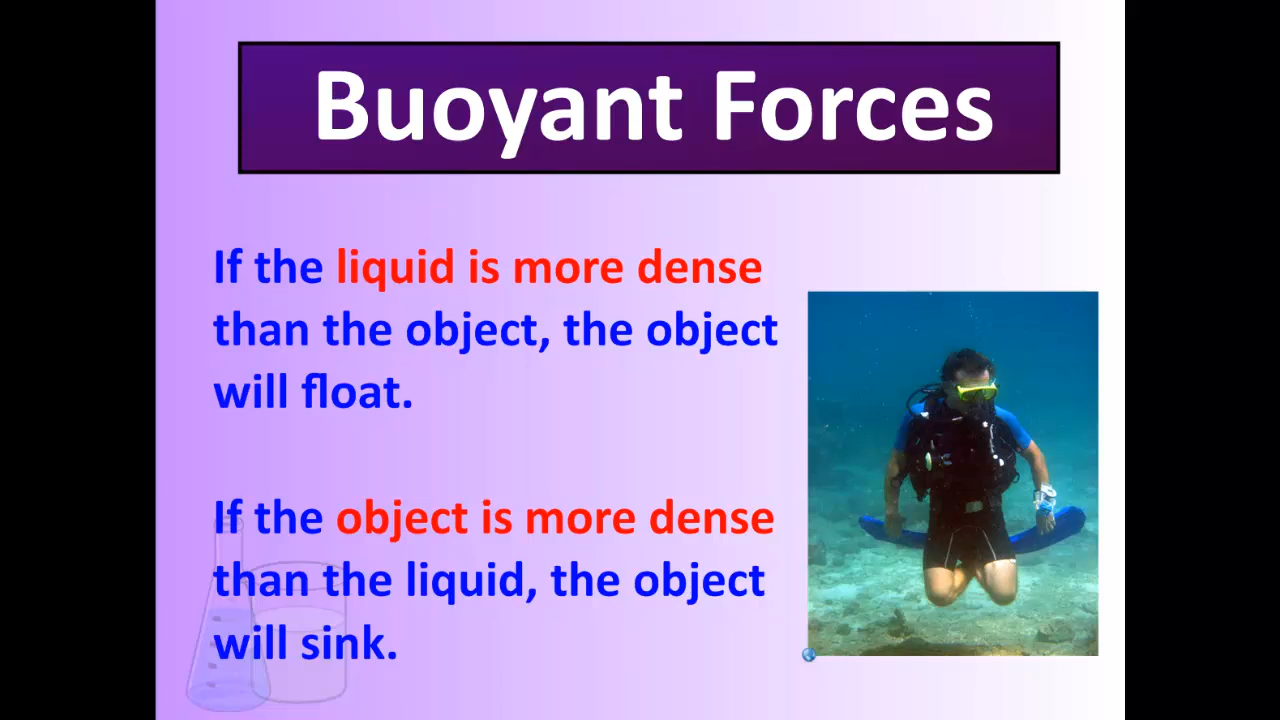 Buoyant Forces
If the liquid is more dense
than the object, the object
will float.
If the object is more dense
than the liquid, the object
will sink.